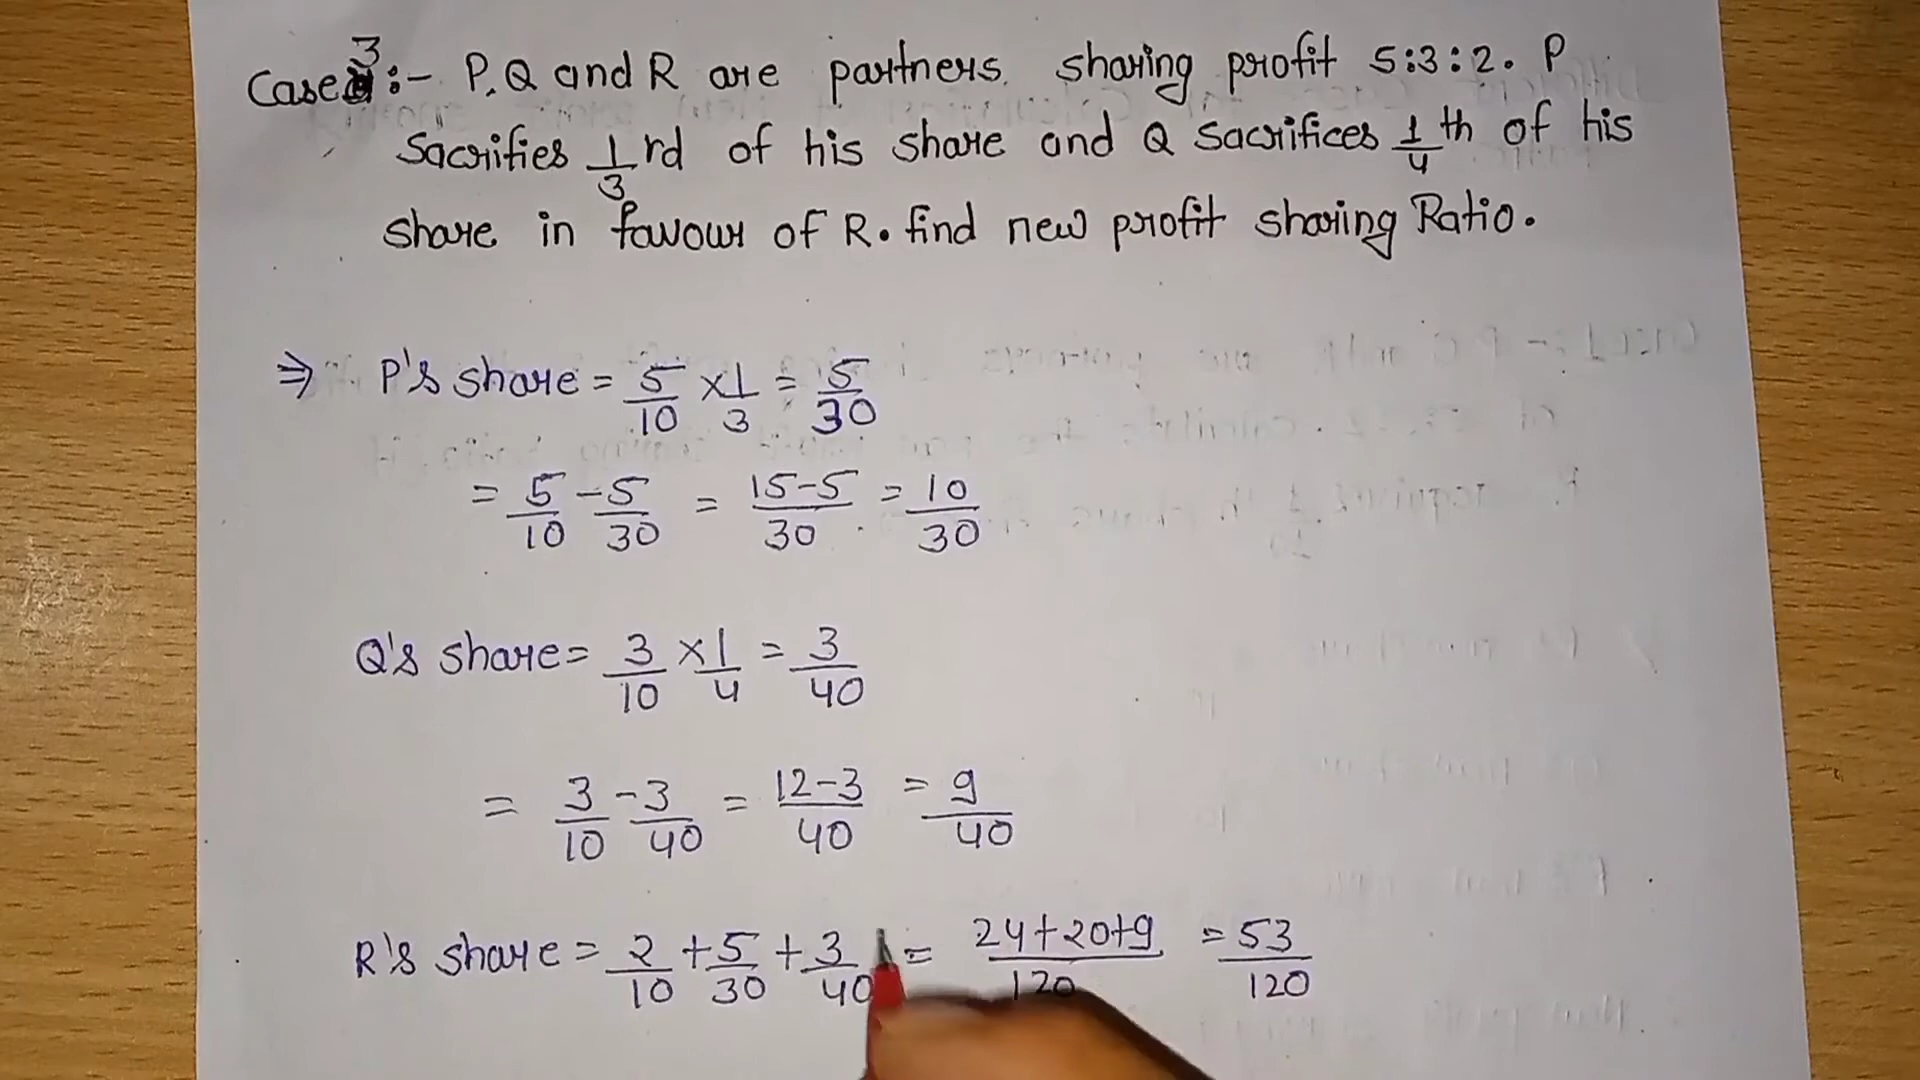 Case 3:- P, Q and R are partners sharing profit 5:3:2. P
Sacrifies 1/3 rd of his share and Q Sacrifices 1/4 th of his
share in favour of R. find new profit sharing Ratio.
⇒ P's share = 5/10 × 1/3 = 5/30
= 5/10 - 5/30 = 15-5/30 = 10/30
Q's share = 3/10 × 1/4 = 3/40
= 3/10 - 3/40 = 12-3/40 = 9/40
R's share = 2/10 + 5/30 + 3/40 = 24+20+9/120 = 53/120